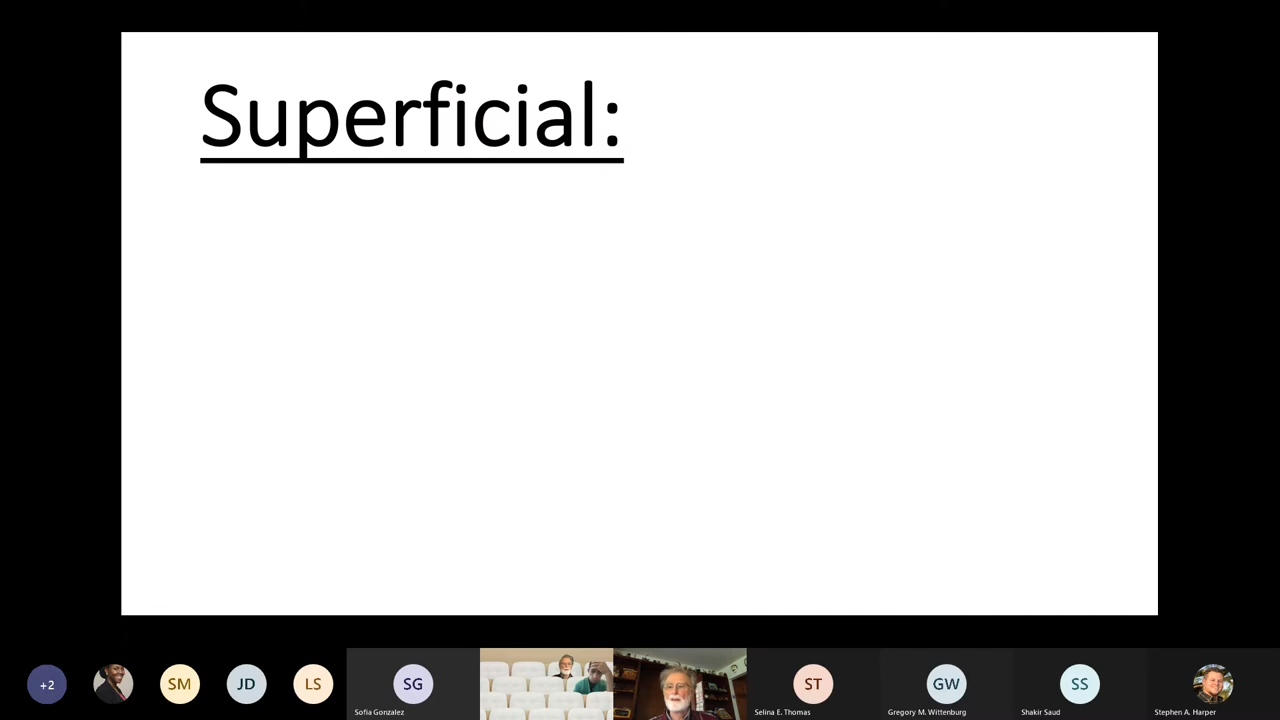 Superficial:
+2
SM
JD
LS
SG
Sofia Gonzalez
ST
Selina E. Thomas
GW
Gregory M. Wittenburg
SS
Shakir Saud
Stephen A. Harper